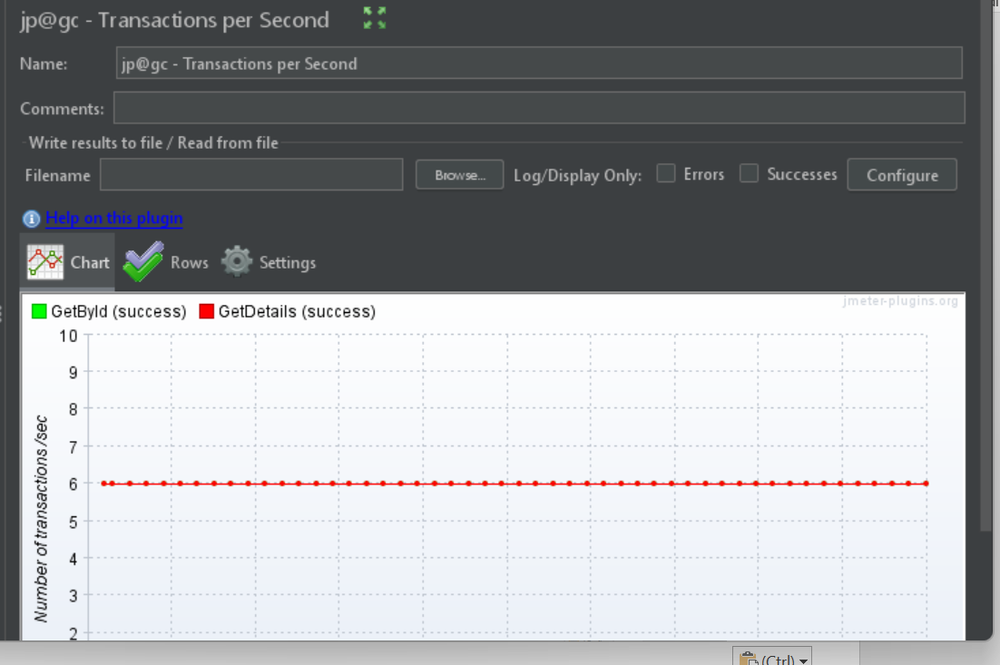 jp@gc - Transactions per Second
Name: jp@gc - Transactions per Second
Comments:
Write results to file / Read from file
Filename Browse... Log/Display Only: Errors Successes Configure
Help on this plugin
Chart Rows Settings
GetById (success) GetDetails (success) jmeter-plugins.org
10
9
8
7
6
5
4
3
2
Number of transactions /sec
(Ctrl)